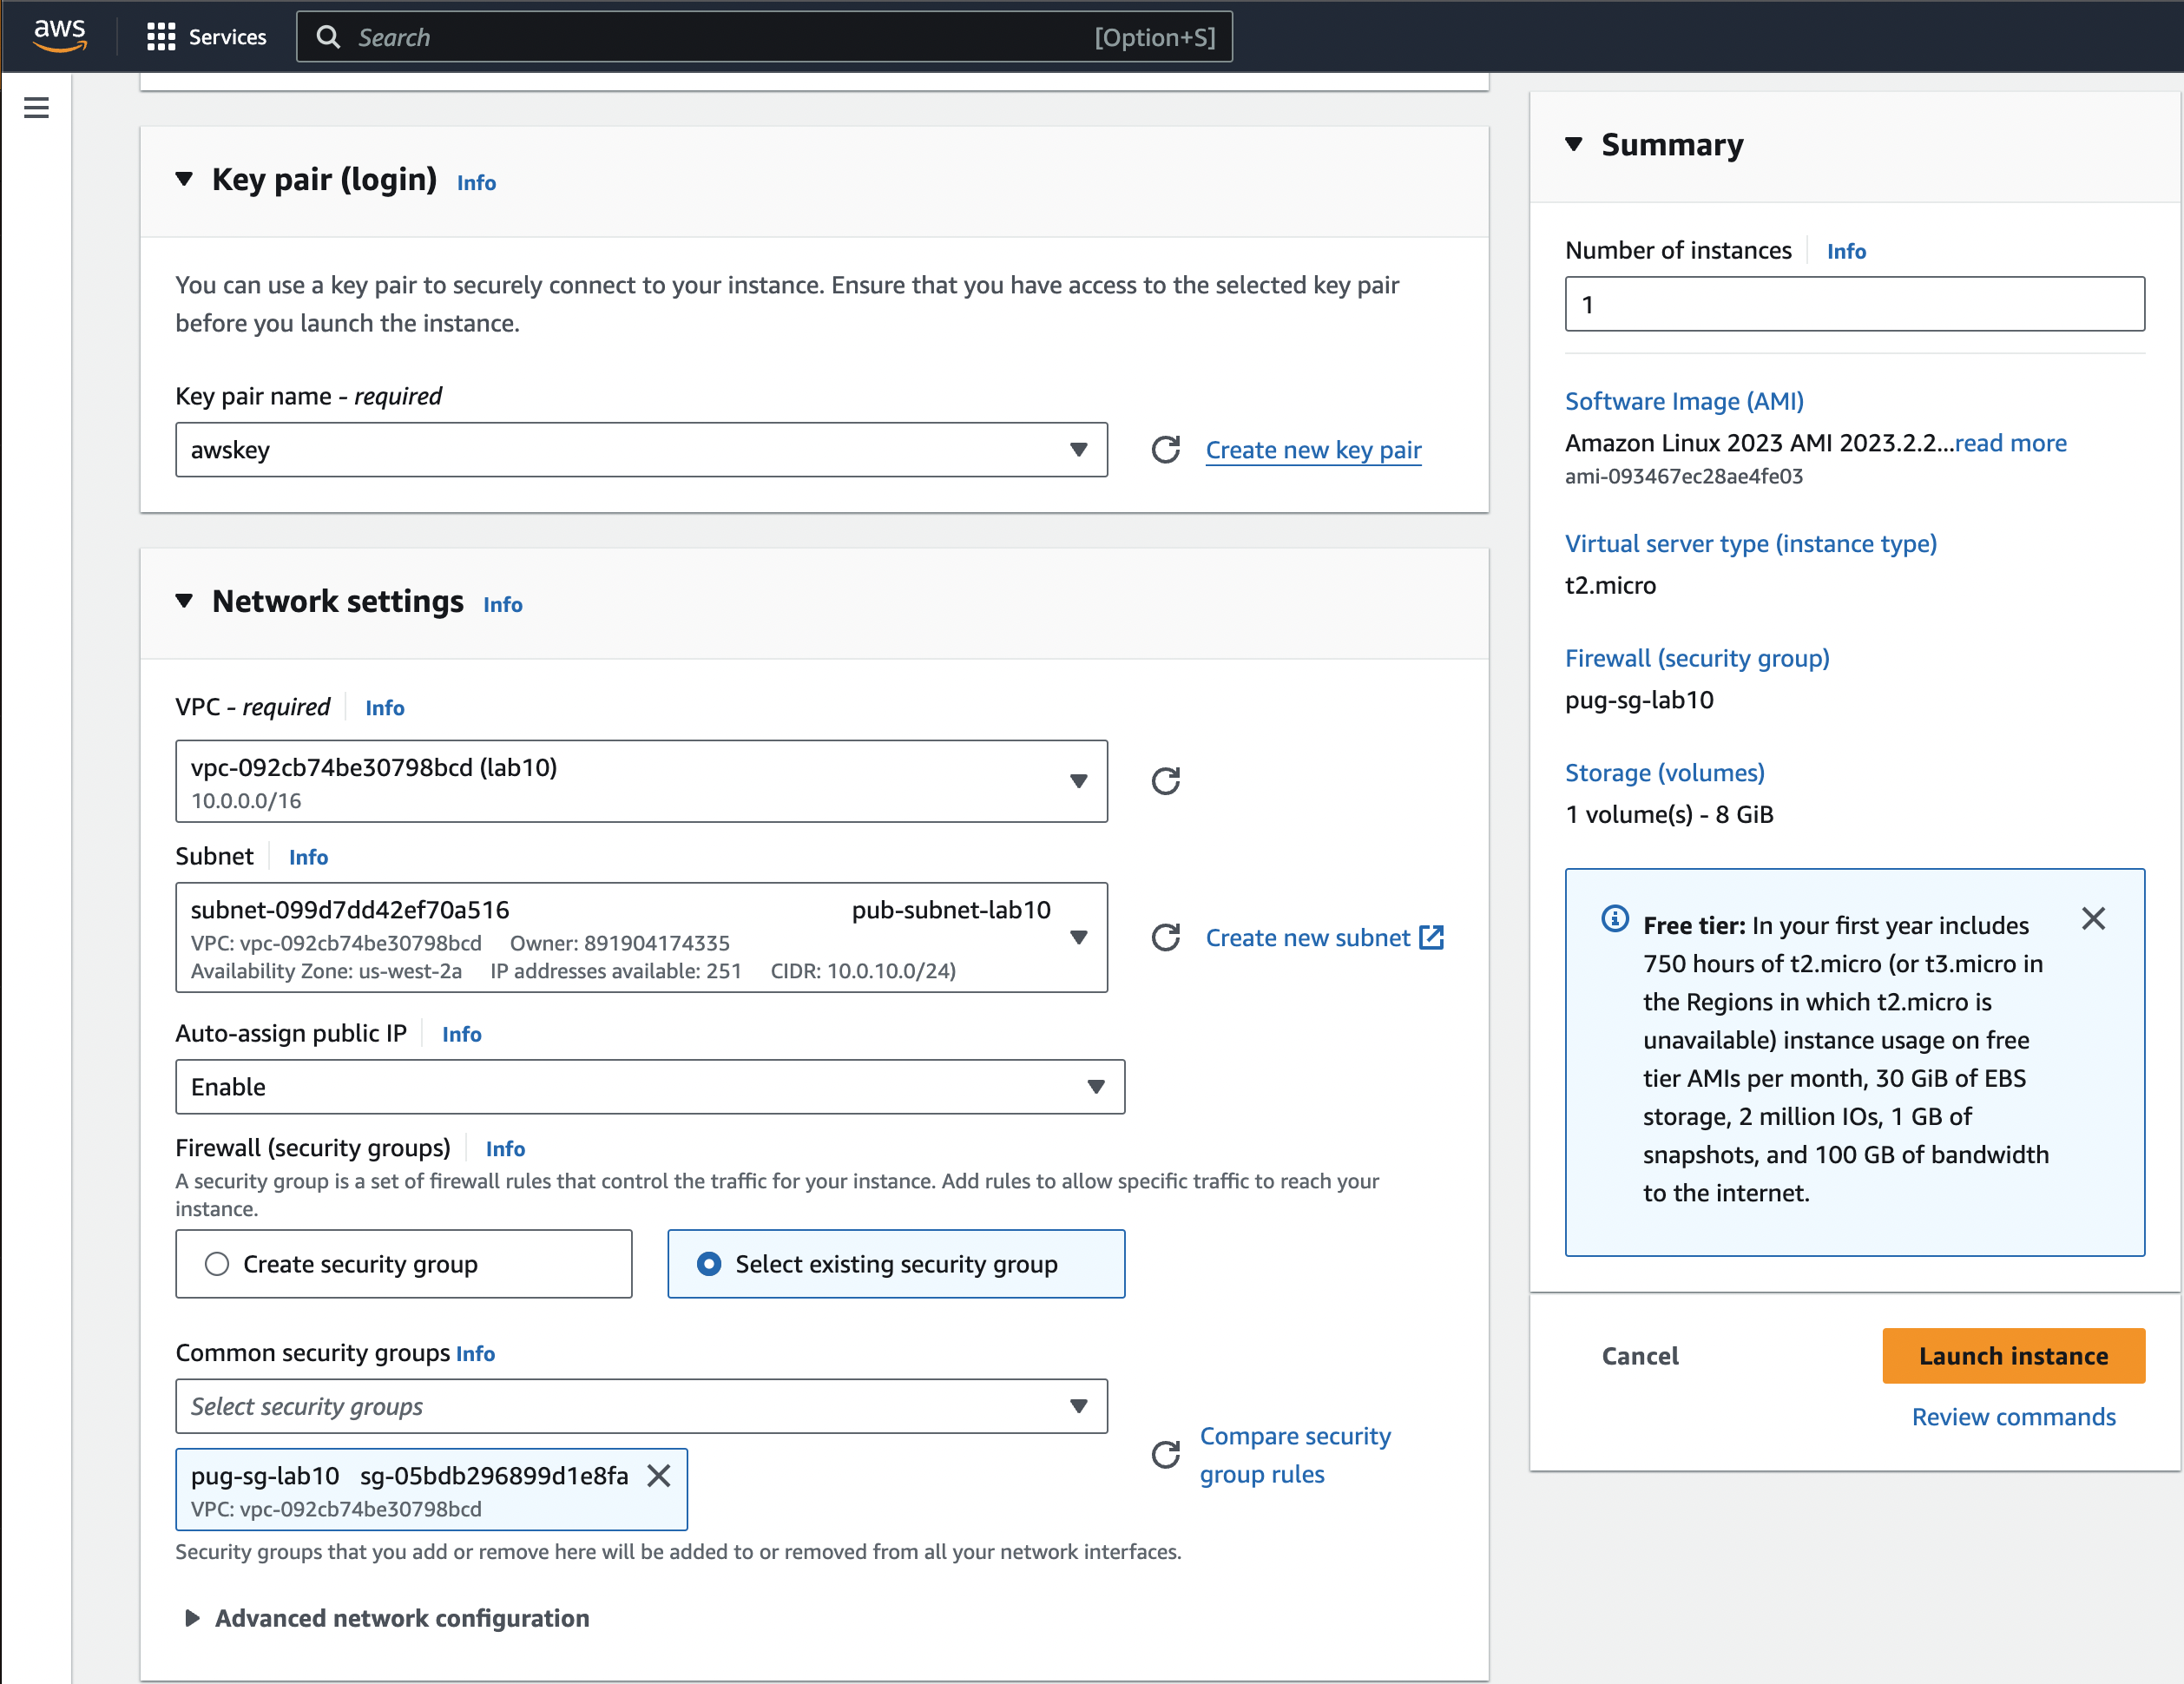 aws
Services
Search
[Option+S]
Key pair (login) Info
You can use a key pair to securely connect to your instance. Ensure that you have access to the selected key pair
before you launch the instance.
Key pair name - required
awskey
Create new key pair
Network settings Info
VPC - required Info
vpc-092cb74be30798bcd (lab10)
10.0.0.0/16
Subnet Info
subnet-099d7dd42ef70a516 pub-subnet-lab10
VPC: vpc-092cb74be30798bcd Owner: 891904174335
Availability Zone: us-west-2a IP addresses available: 251 CIDR: 10.0.10.0/24)
Create new subnet
Auto-assign public IP Info
Enable
Firewall (security groups) Info
A security group is a set of firewall rules that control the traffic for your instance. Add rules to allow specific traffic to reach your
instance.
Create security group
Select existing security group
Common security groups Info
Select security groups
pug-sg-lab10 sg-05bdb296899d1e8fa
VPC: vpc-092cb74be30798bcd
Compare security
group rules
Security groups that you add or remove here will be added to or removed from all your network interfaces.
Advanced network configuration
Summary
Number of instances Info
1
Software Image (AMI)
Amazon Linux 2023 AMI 2023.2.2...read more
ami-093467ec28ae4fe03
Virtual server type (instance type)
t2.micro
Firewall (security group)
pug-sg-lab10
Storage (volumes)
1 volume(s) - 8 GiB
Free tier: In your first year includes
750 hours of t2.micro (or t3.micro in
the Regions in which t2.micro is
unavailable) instance usage on free
tier AMIs per month, 30 GiB of EBS
storage, 2 million IOs, 1 GB of
snapshots, and 100 GB of bandwidth
to the internet.
Cancel
Launch instance
Review commands